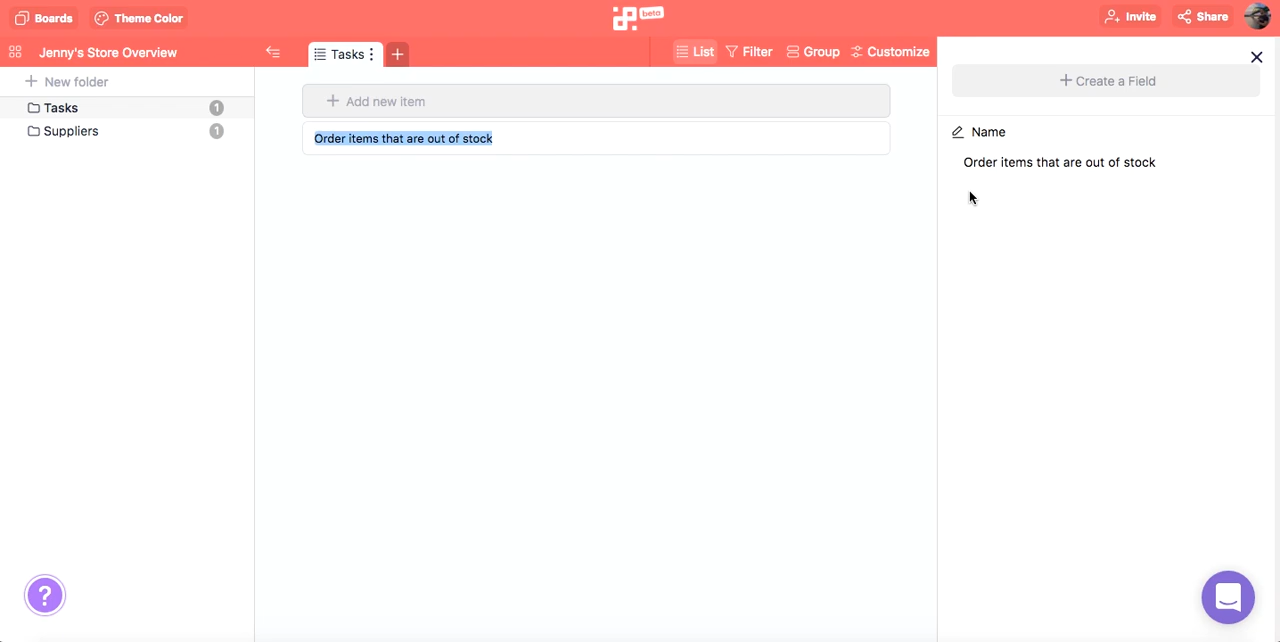 Boards
Theme Color
beta
Invite
Share
Jenny's Store Overview
Tasks
List
Filter
Group
Customize
New folder
Tasks 1
Suppliers 1
Add new item
Order items that are out of stock
Create a Field
Name
Order items that are out of stock
?